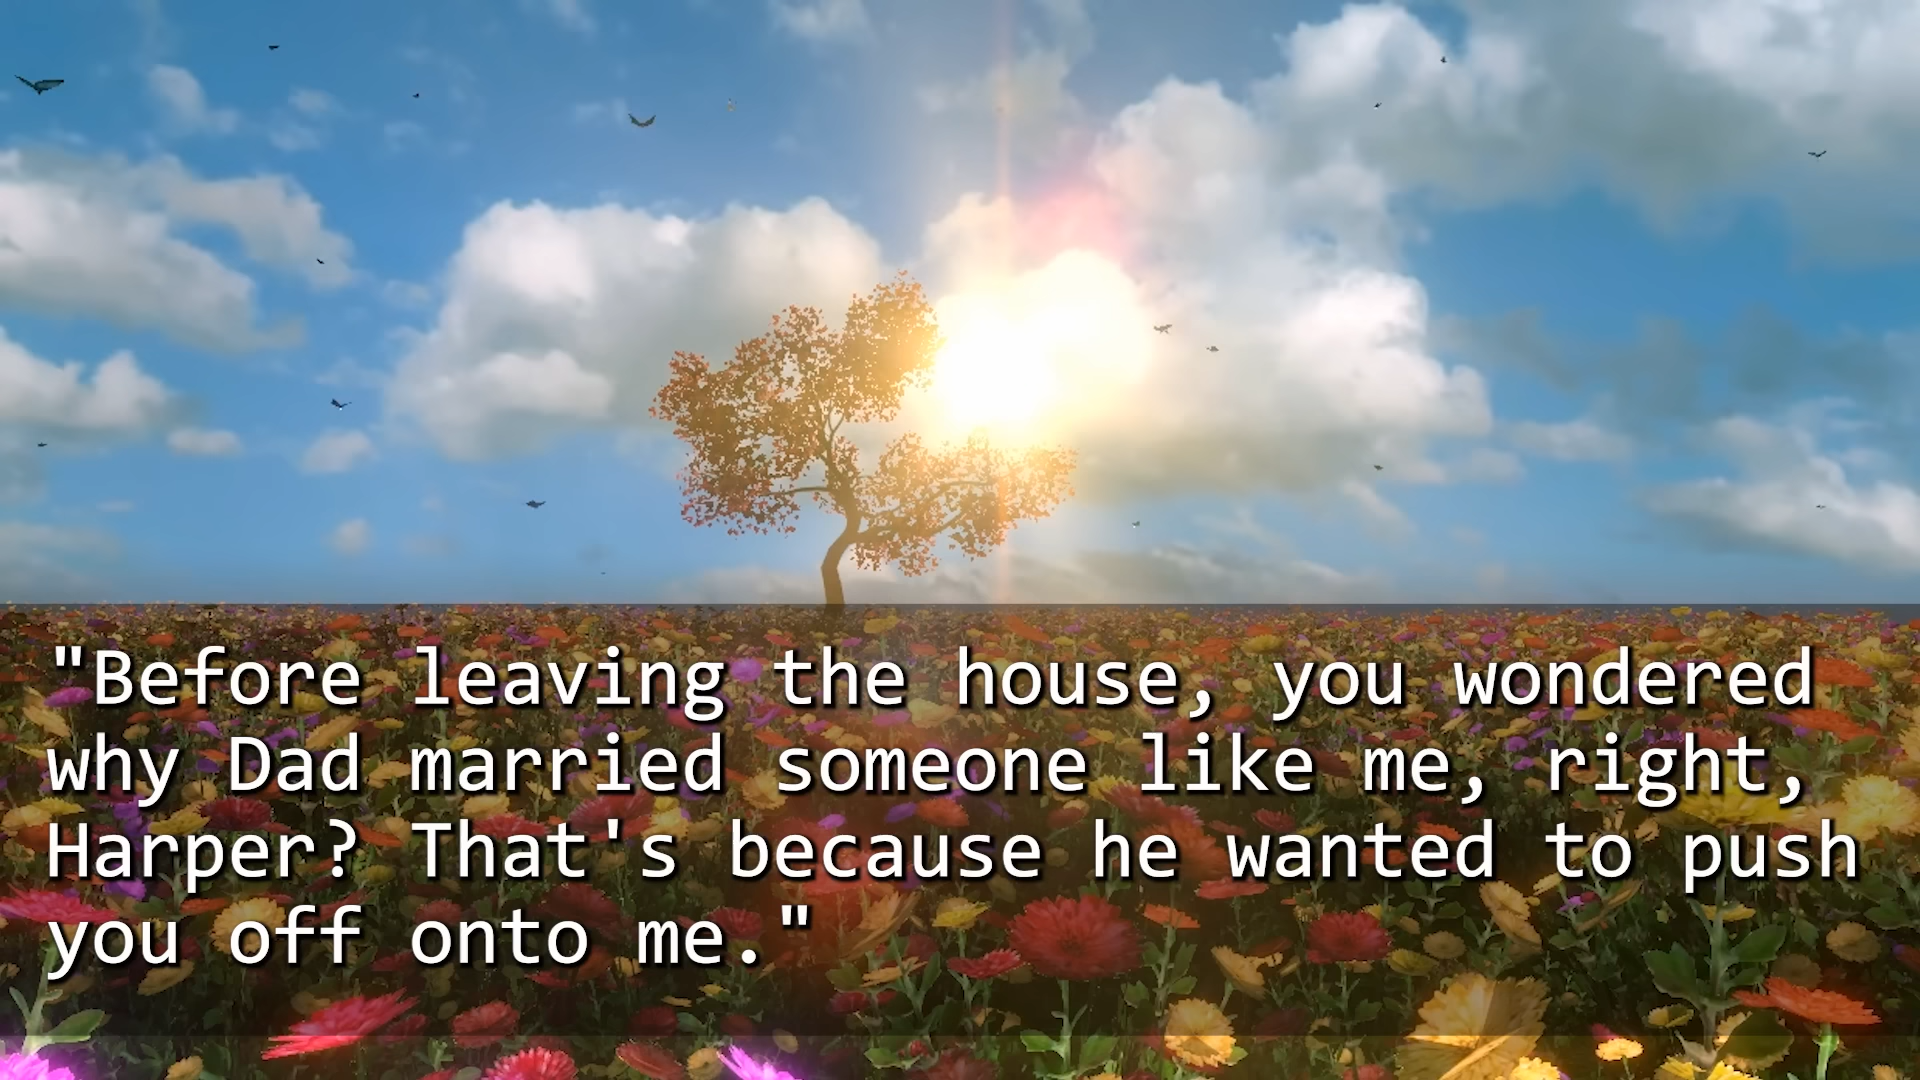 "Before leaving the house, you wondered
why Dad married someone like me, right,
Harper? That's because he wanted to push
you off onto me."